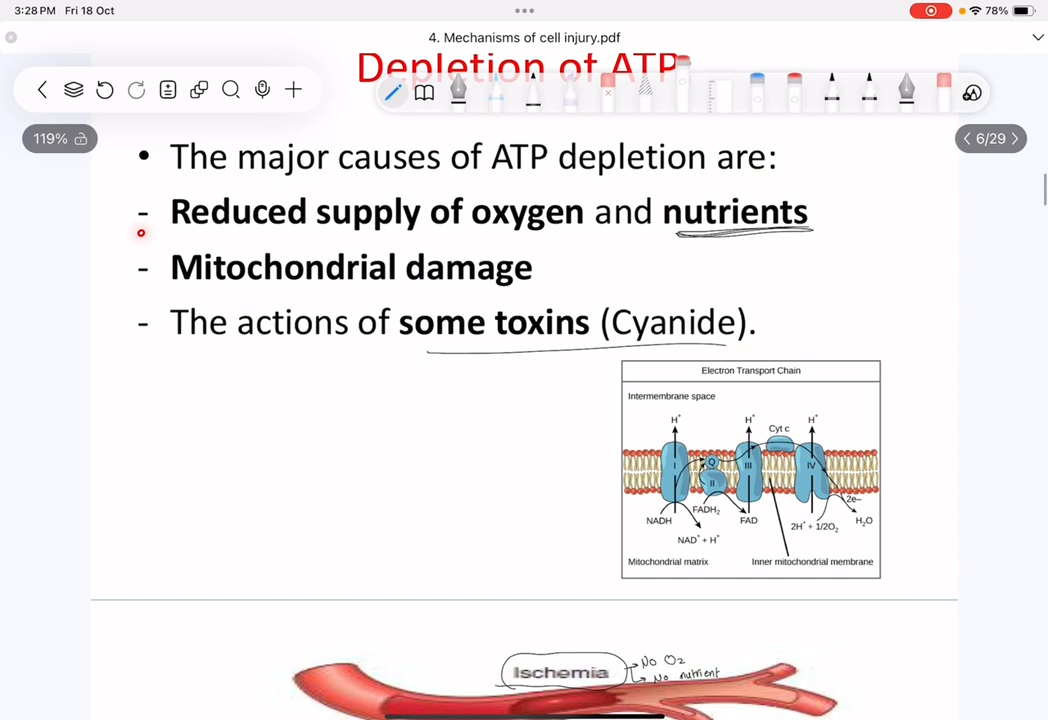 3:28 PM Fri 18 Oct
78%
4. Mechanisms of cell injury.pdf
Depletion of ATP
119%
6/29
• The major causes of ATP depletion are:
- Reduced supply of oxygen and nutrients
- Mitochondrial damage
- The actions of some toxins (Cyanide).
Electron Transport Chain
Intermembrane space
H+ H+ H+
Cyt c
I Q II III IV
2e–
NADH FADH₂ FAD 2H+ + 1/2O₂ H₂O
NAD+ + H+
Mitochondrial matrix Inner mitochondrial membrane
Ischemia
No O₂
No nutrient